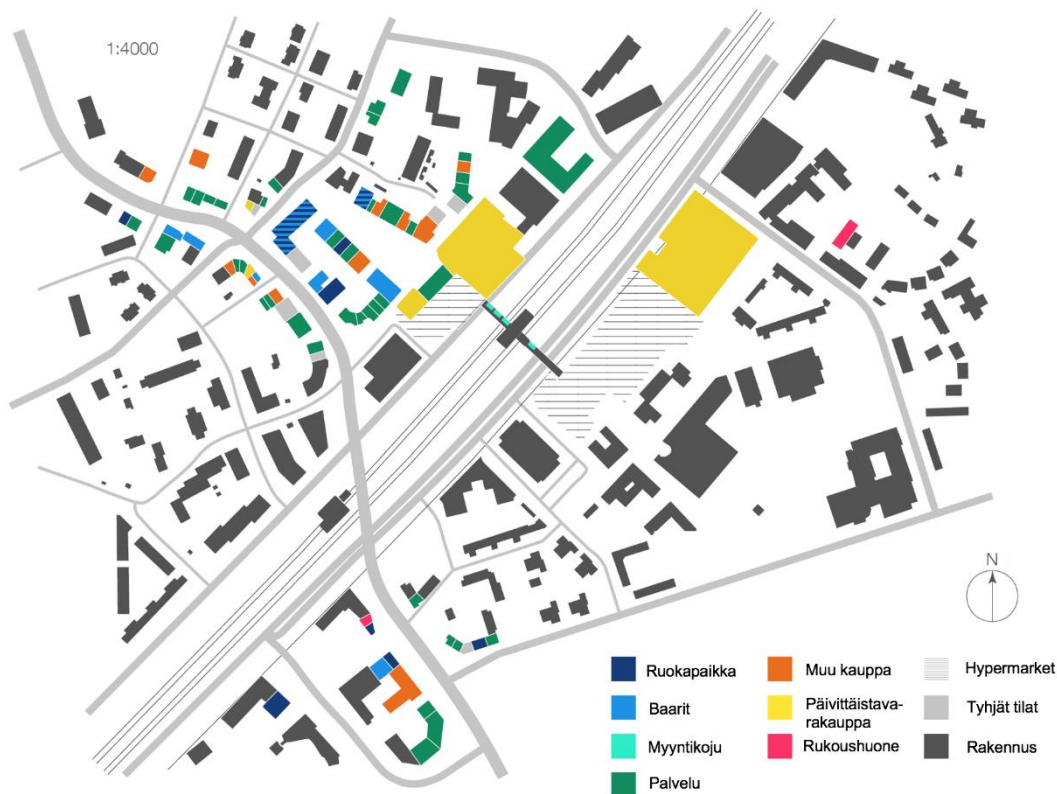 1:4000
N
Ruokapaikka
Baarit
Myyntikoju
Palvelu
Muu kauppa
Päivittäistava-
rakauppa
Rukoushuone
Hypermarket
Tyhjät tilat
Rakennus